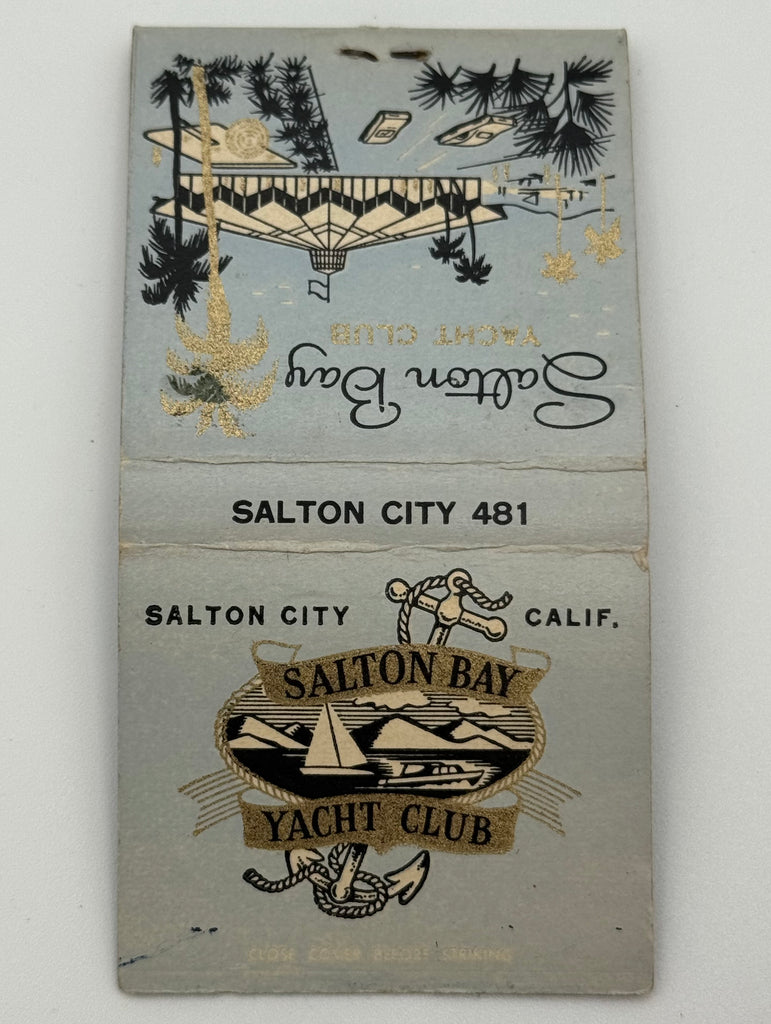 Salton Bay
YACHT CLUB
SALTON CITY 481
SALTON CITY CALIF.
SALTON BAY
YACHT CLUB
CLOSE COVER BEFORE STRIKING